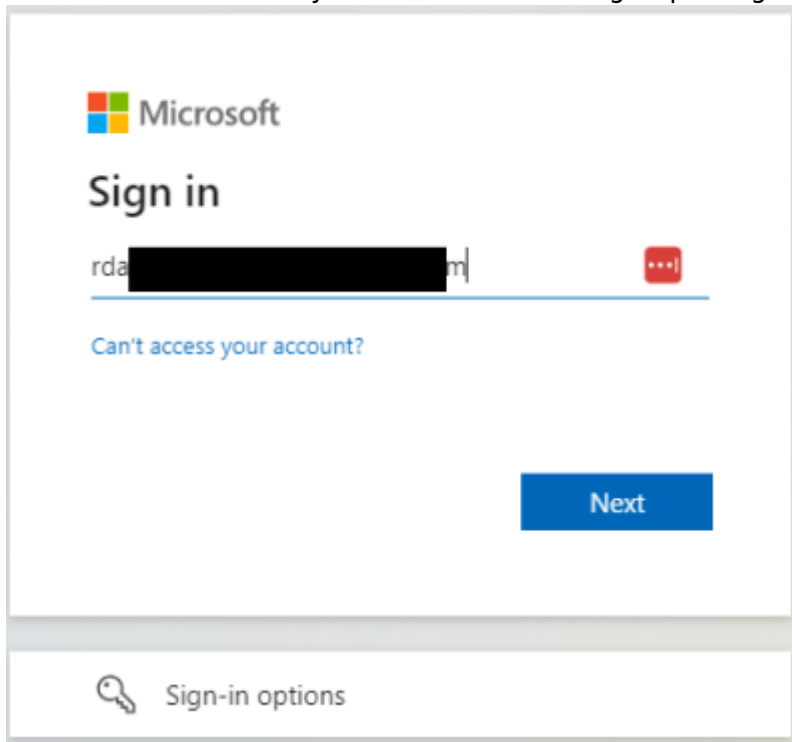 Microsoft
Sign in
rda m
Can't access your account?
Next
Sign-in options